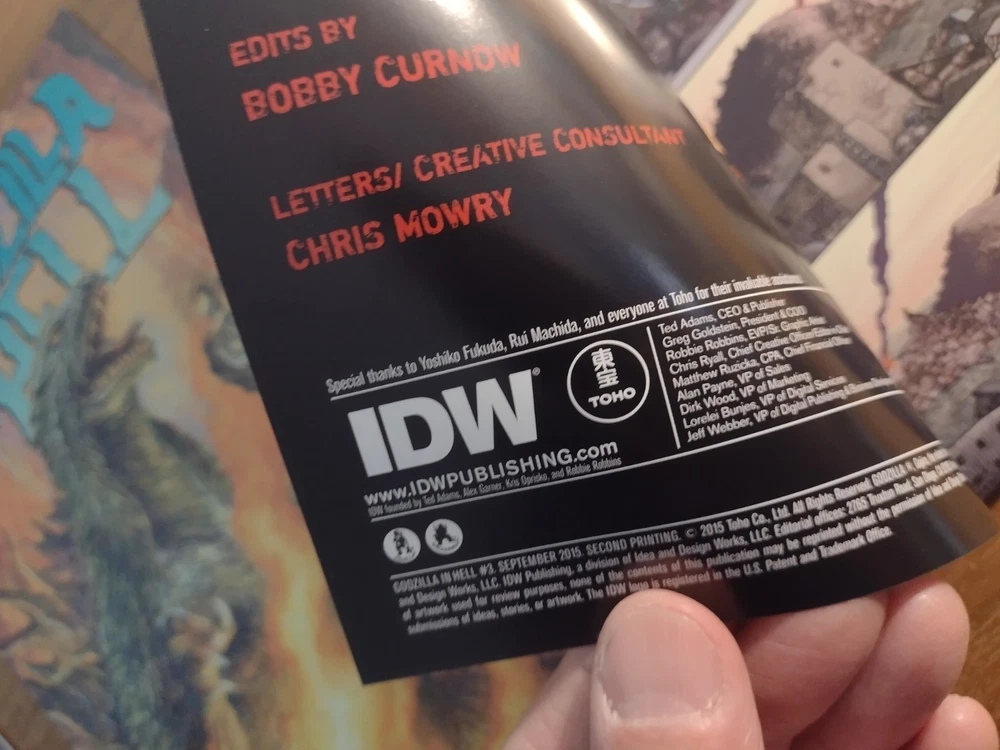 EDITS BY
BOBBY CURNOW
LETTERS/ CREATIVE CONSULTANT
CHRIS MOWRY
Special thanks to Yoshiko Fukuda, Rui Machida, and everyone at Toho for their invaluable
IDW®
東宝
TOHO
www.IDWPUBLISHING.com
IDW founded by Ted Adams, Alex Garner, Kris Oprisko, and Robbie Robbins
Ted Adams, CEO & Publisher
Greg Goldstein, President & COO
Robbie Robbins, EVP/Sr. Graphic Artist
Chris Ryall, Chief Creative Officer
Matthew Ruzicka, CPA, Chief Financial
Alan Payne, VP of Sales
Dirk Wood, VP of Marketing
Lorelei Bunjes, VP of Digital Services
Jeff Webber, VP of Digital Publishing & Business
GODZILLA IN HELL #3. SEPTEMBER 2015. SECOND PRINTING. © 2015 Toho Co., Ltd. All Rights Reserved. GODZILLA
and Design Works, LLC. IDW Publishing, a division of Idea and Design Works, LLC. Editorial offices: 2765 Truxtun Road, San Diego
of artwork used for review purposes, none of the contents of this publication may be reprinted without the permission of
submissions of ideas, stories, or artwork. The IDW logo is registered in the U.S. Patent and Trademark Office.